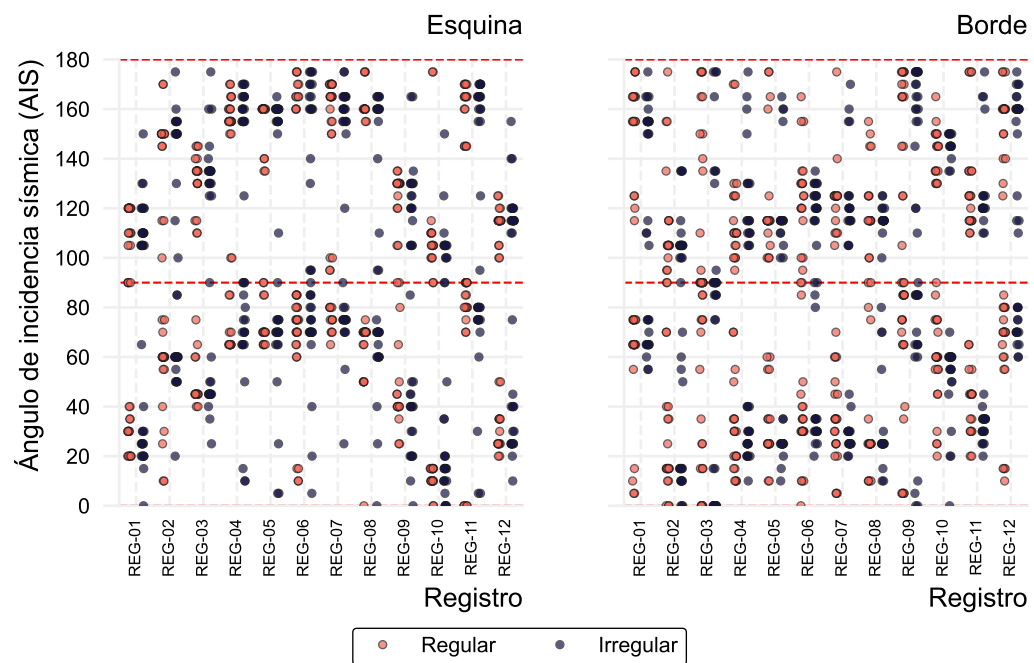 Esquina
Borde
Ángulo de incidencia sísmica (AIS)
180
160
140
120
100
80
60
40
20
0
REG-01
REG-02
REG-03
REG-04
REG-05
REG-06
REG-07
REG-08
REG-09
REG-10
REG-11
REG-12
REG-01
REG-02
REG-03
REG-04
REG-05
REG-06
REG-07
REG-08
REG-09
REG-10
REG-11
REG-12
Registro
Registro
Regular Irregular